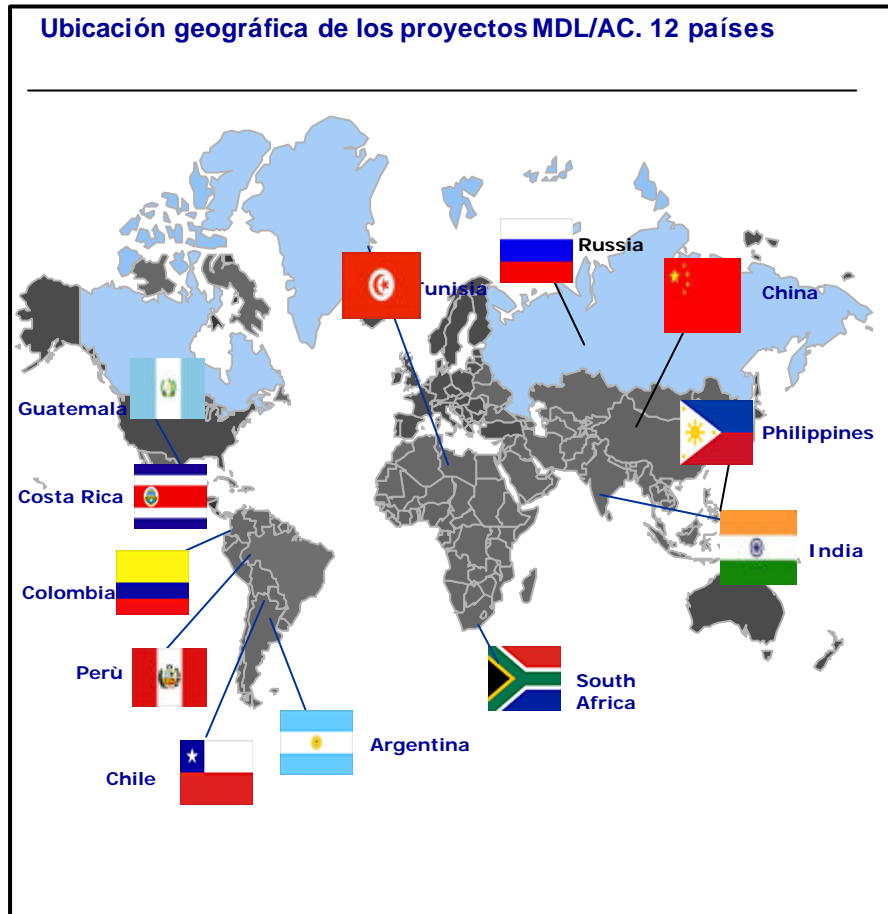 Ubicación geográfica de los proyectos MDL/AC. 12 países
Russia
Tunisia
China
Guatemala
Philippines
Costa Rica
India
Colombia
Perù
South
Africa
Argentina
Chile